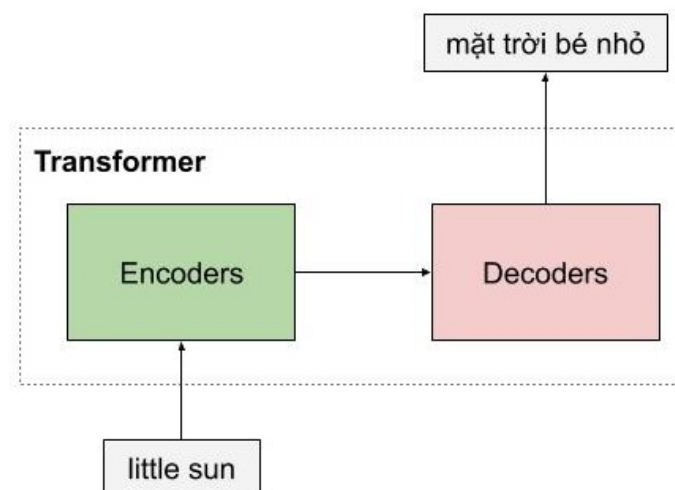 mặt trời bé nhỏ
Transformer
Encoders
Decoders
little sun